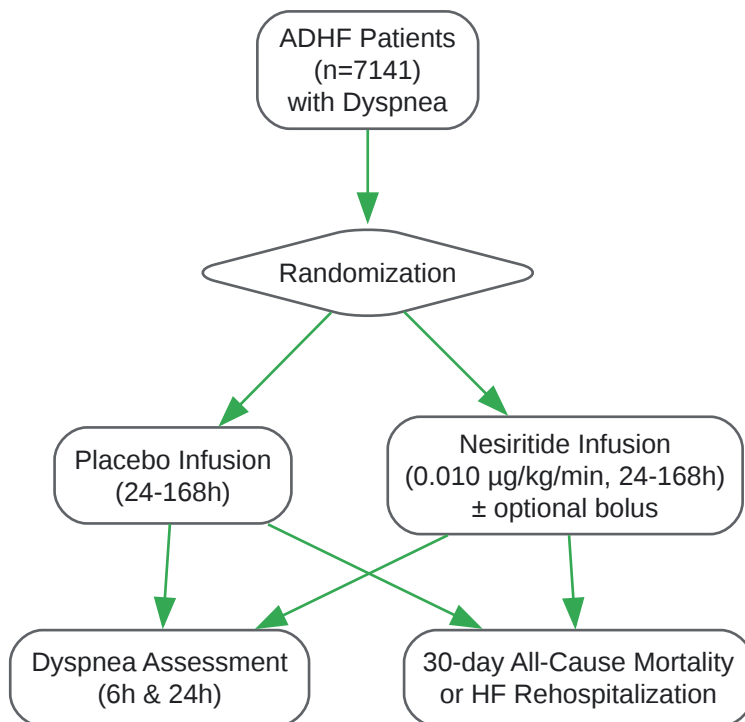 ADHF Patients
(n=7141)
with Dyspnea
Randomization
Placebo Infusion
(24-168h)
Nesiritide Infusion
(0.010 µg/kg/min, 24-168h)
± optional bolus
Dyspnea Assessment
(6h & 24h)
30-day All-Cause Mortality
or HF Rehospitalization